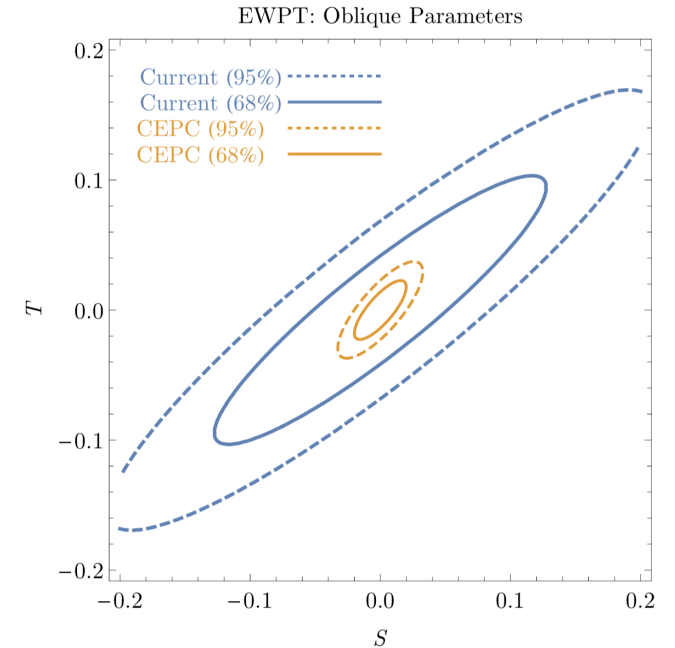 EWPT: Oblique Parameters
0.2
Current (95%)
Current (68%)
CEPC (95%)
CEPC (68%)
0.1
T
0.0
−0.1
−0.2
−0.2 −0.1 0.0 0.1 0.2
S